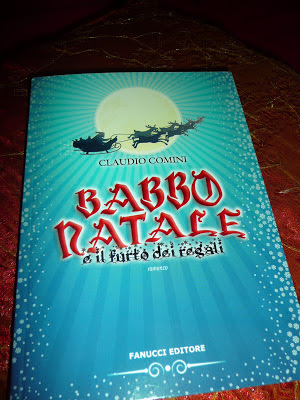 CLAUDIO COMINI
BABBO
NATALE
e il furto dei regali
romanzo
FANUCCI EDITORE